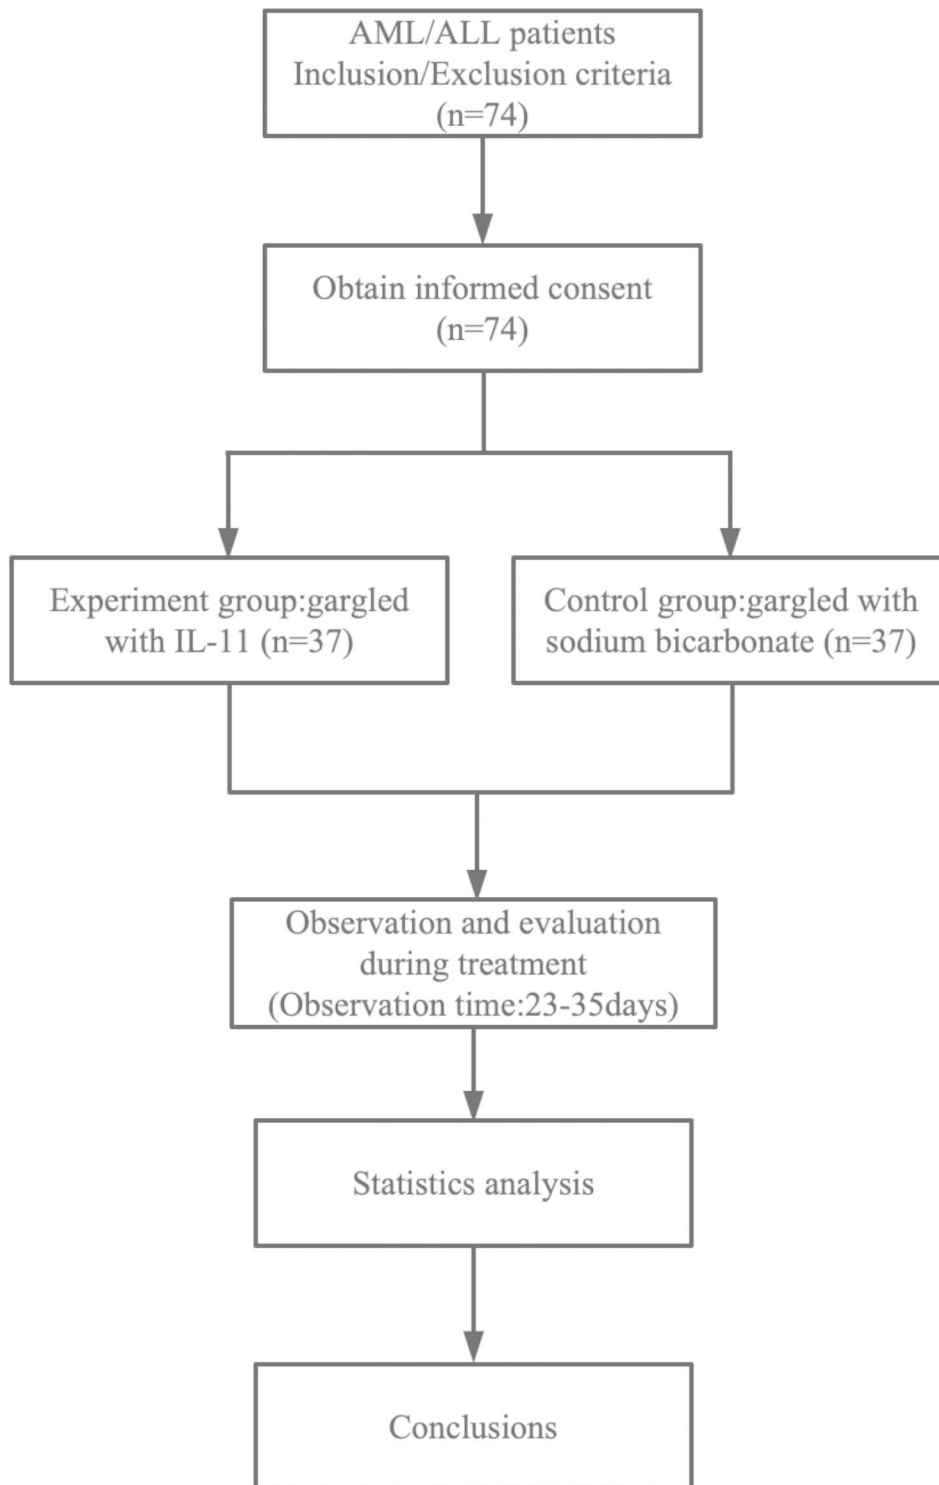 AML/ALL patients
Inclusion/Exclusion criteria
(n=74)
Obtain informed consent
(n=74)
Experiment group:gargled
with IL-11 (n=37)
Control group:gargled with
sodium bicarbonate (n=37)
Observation and evaluation
during treatment
(Observation time:23-35days)
Statistics analysis
Conclusions